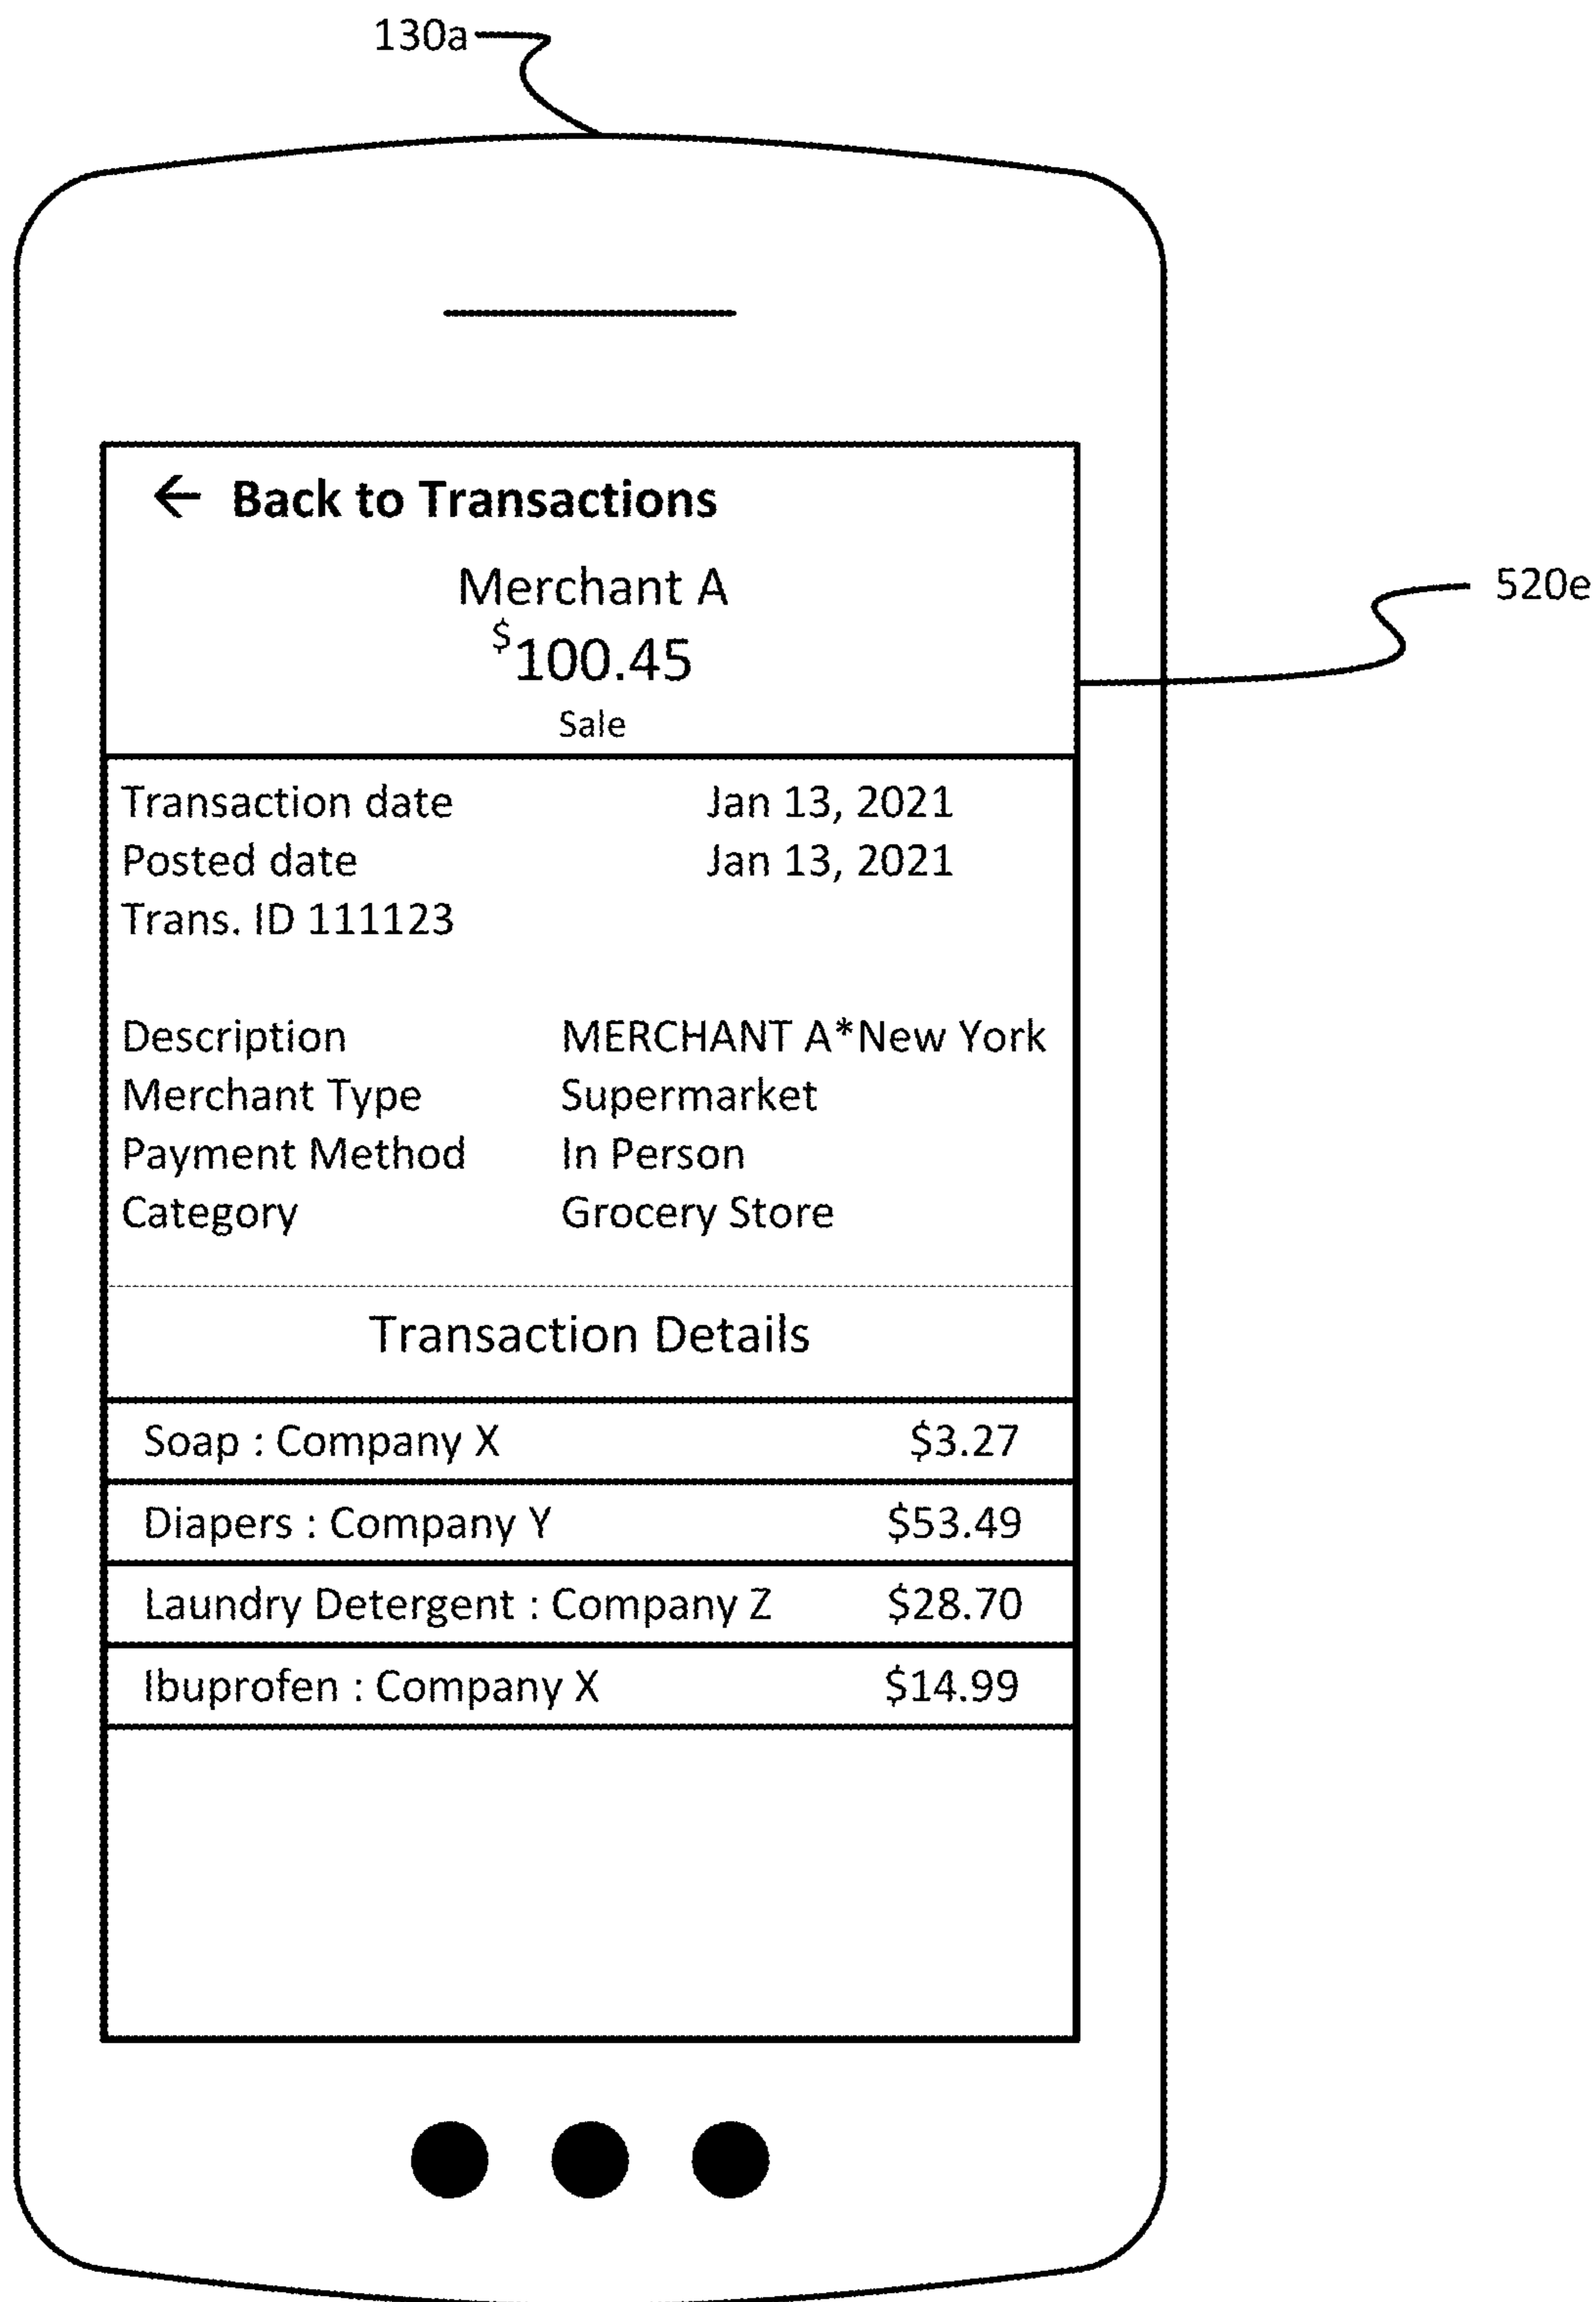 130a
← Back to Transactions
Merchant A
520e
$100.45
Sale
Transaction date Jan 13, 2021
Posted date Jan 13, 2021
Trans. ID 111123
Description MERCHANT A*New York
Merchant Type Supermarket
Payment Method In Person
Category Grocery Store
Transaction Details
Soap : Company X $3.27
Diapers : Company Y $53.49
Laundry Detergent : Company Z $28.70
Ibuprofen : Company X $14.99